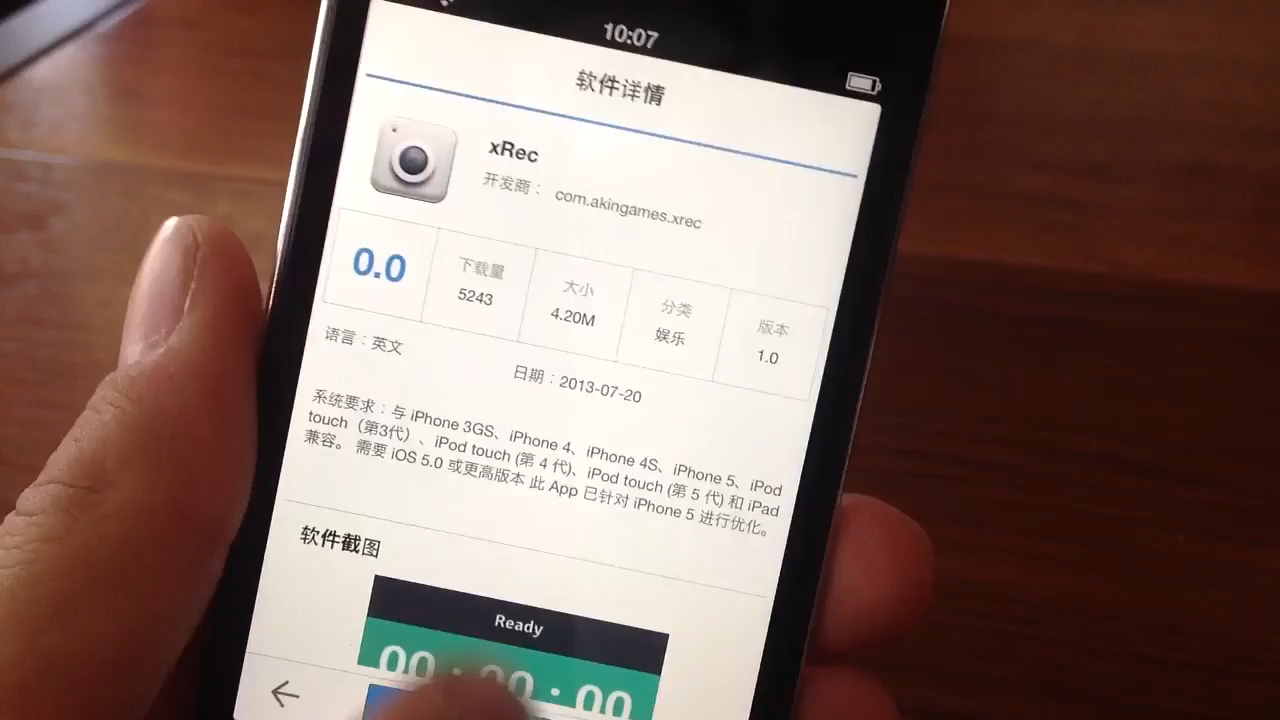 10:07
软件详情
xRec
开发商： com.akingames.xrec
0.0
下载量
5243
大小
4.20M
分类
娱乐
版本
1.0
语言：英文
日期：2013-07-20
系统要求：与 iPhone 3GS、iPhone 4、iPhone 4S、iPhone 5、iPod
touch（第3代）、iPod touch (第 4 代)、iPod touch (第 5 代) 和 iPad
兼容。 需要 iOS 5.0 或更高版本 此 App 已针对 iPhone 5 进行优化。
软件截图
Ready
00 : 00 : 00